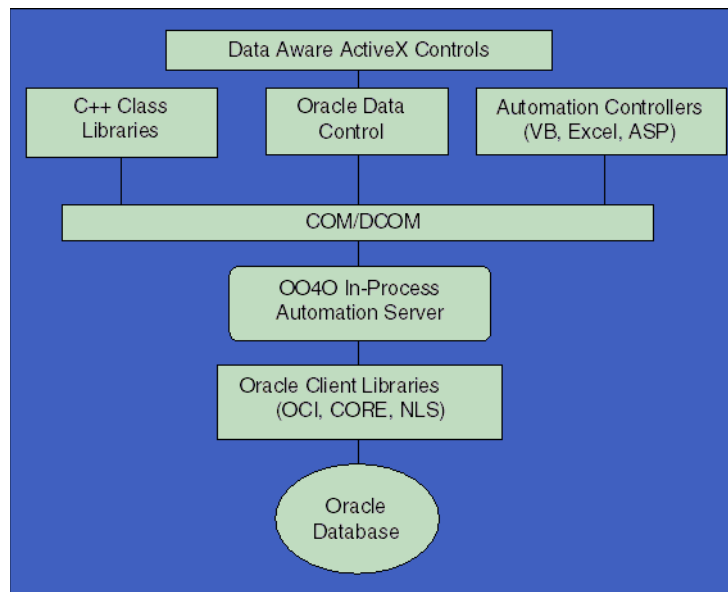 Data Aware ActiveX Controls
C++ Class
Libraries
Oracle Data
Control
Automation Controllers
(VB, Excel, ASP)
COM/DCOM
OO4O In-Process
Automation Server
Oracle Client Libraries
(OCI, CORE, NLS)
Oracle
Database